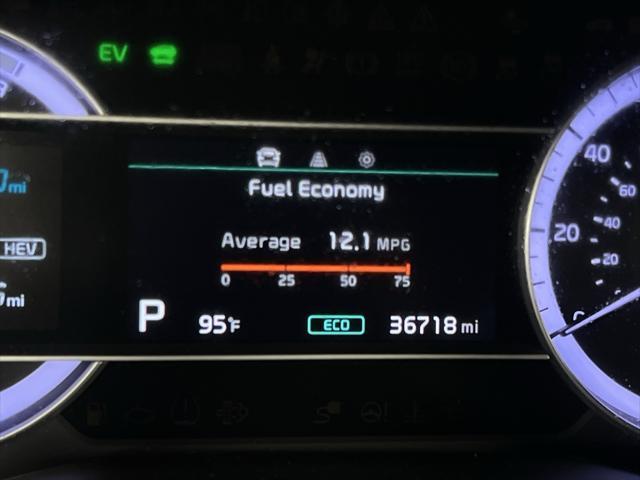 EV
Fuel Economy
Average 12.1 MPG
0 25 50 75
mi
HEV
mi
P 95°F ECO 36718 mi
40
60
20
40
20